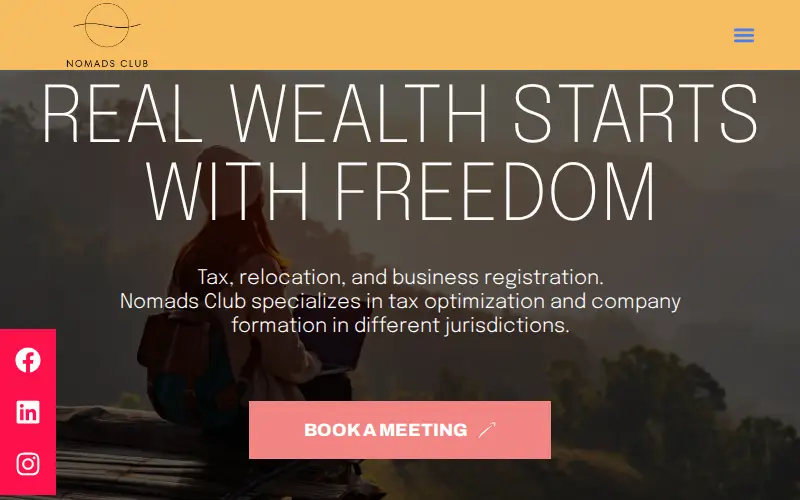 NOMADS CLUB
REAL WEALTH STARTS
WITH FREEDOM
Tax, relocation, and business registration.
Nomads Club specializes in tax optimization and company
formation in different jurisdictions.
BOOK A MEETING